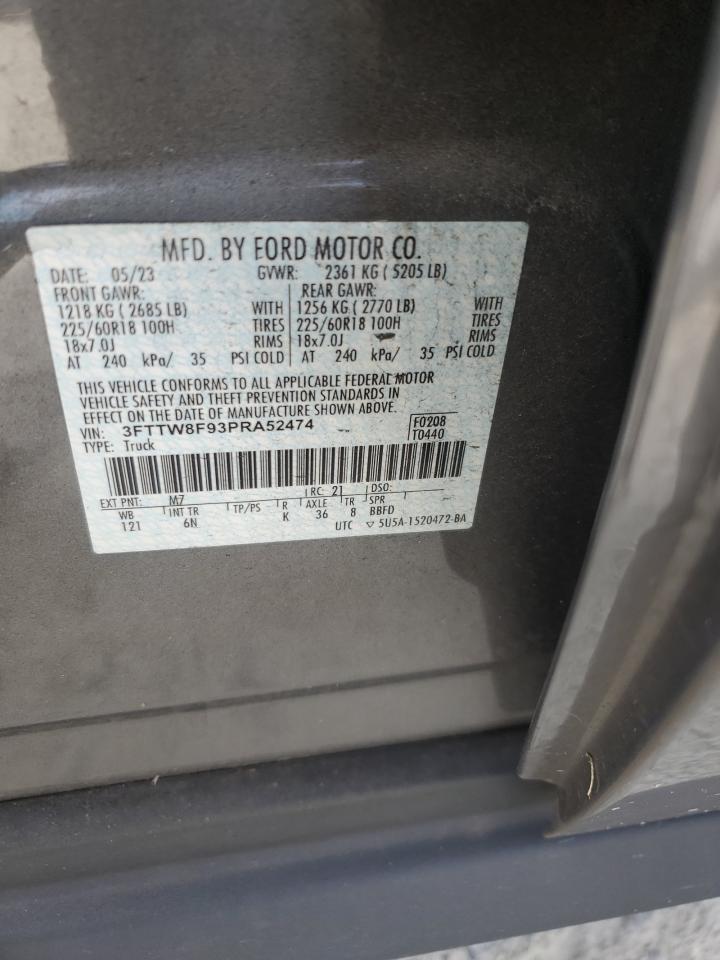 MFD. BY FORD MOTOR CO.
DATE: 05/23 GVWR: 2361 KG ( 5205 LB)
FRONT GAWR: REAR GAWR:
1218 KG ( 2685 LB) WITH 1256 KG ( 2770 LB) WITH
225/60R18 100H TIRES 225/60R18 100H TIRES
18x7.0J RIMS 18x7.0J RIMS
AT 240 kPa/ 35 PSI COLD AT 240 kPa/ 35 PSI COLD
THIS VEHICLE CONFORMS TO ALL APPLICABLE FEDERAL MOTOR
VEHICLE SAFETY AND THEFT PREVENTION STANDARDS IN
EFFECT ON THE DATE OF MANUFACTURE SHOWN ABOVE.
VIN: 3FTTW8F93PRA52474 F0208
TYPE: Truck T0440
EXT PNT: M7 RC: 21 DSO:
WB INT TR TP/PS R AXLE TR SPR
121 6N K 36 8 BBFD
UTC ▽ 5U5A-1520472-BA